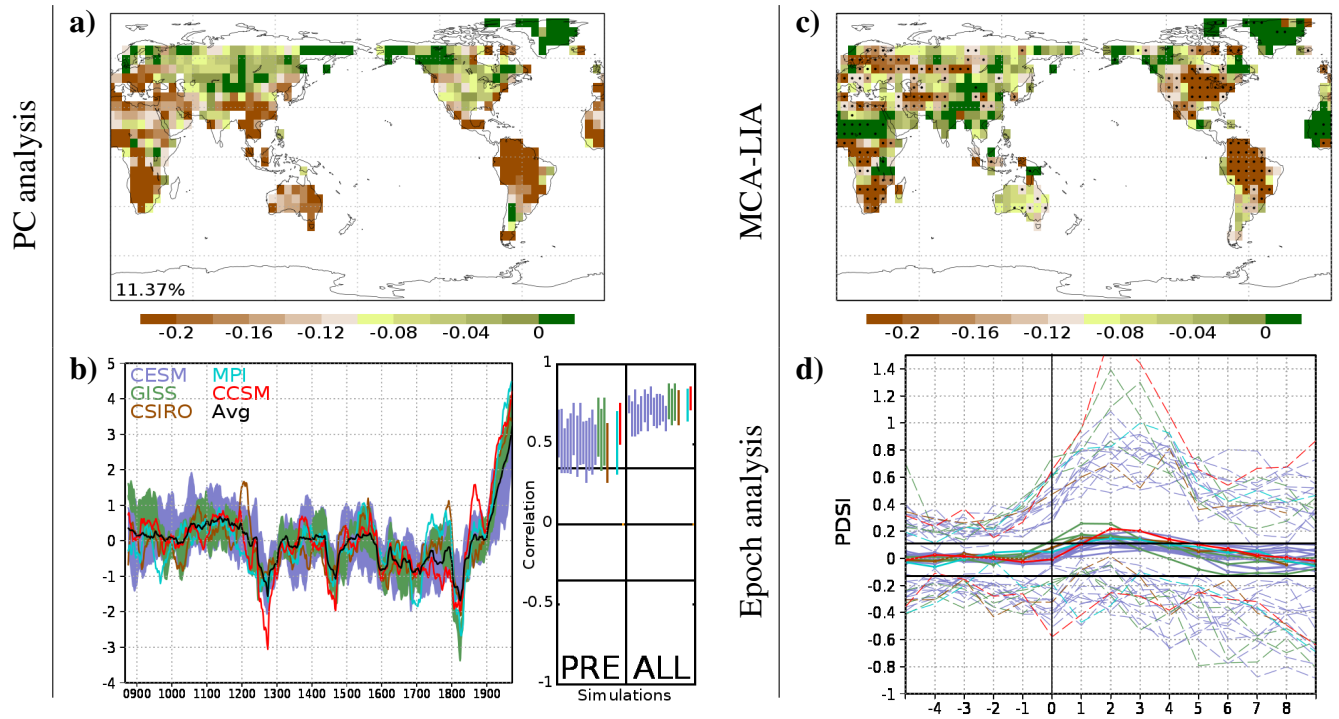 a)
PC analysis
11.37%
-0.2 -0.16 -0.12 -0.08 -0.04 0
b)
5
4
3
2
1
0
-1
-2
-3
-4
CESM MPI
GISS CCSM
CSIRO Avg
0900 1000 1100 1200 1300 1400 1500 1600 1700 1800 1900
Correlation
1
0.5
0
-0.5
-1
PRE ALL
Simulations
c)
MCA-LIA
-0.2 -0.16 -0.12 -0.08 -0.04 0
d)
Epoch analysis
PDSI
1.4
1.2
1
0.8
0.6
0.4
0.2
0
-0.2
-0.4
-0.6
-0.8
-1
-4 -3 -2 -1 0 1 2 3 4 5 6 7 8